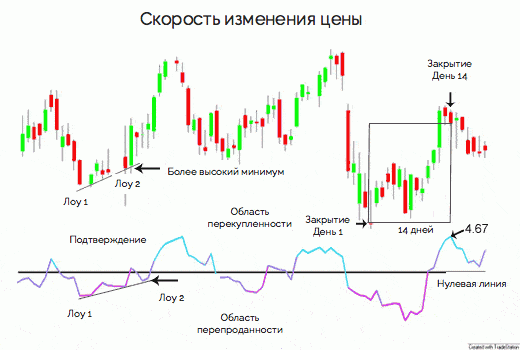 Скорость изменения цены
Закрытие
День 14
Более высокий минимум
Лоу 1
Лоу 2
Область
перекупленности
Закрытие
День 1
14 дней
4.67
Подтверждение
Нулевая линия
Лоу 1
Лоу 2
Область
перепроданности
Created with TradeStation